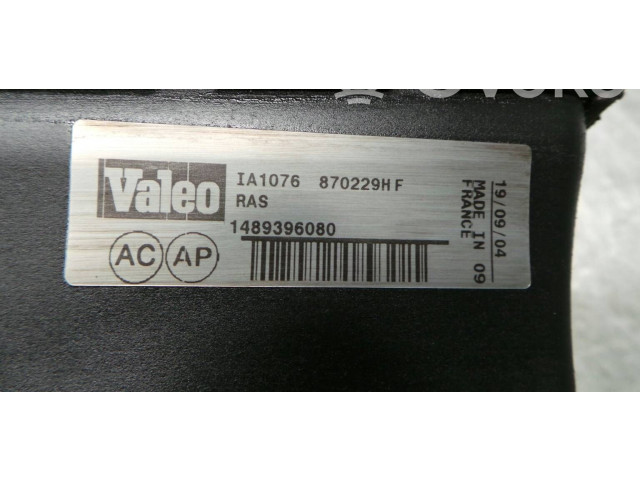 Valeo
IA1076 870229HF
RAS
1489396080
AC AP
19/09/04
MADE IN 09
FRANCE